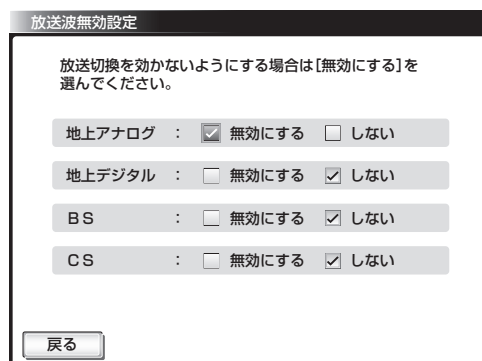 放送波無効設定
放送切換を効かないようにする場合は[無効にする]を
選んでください。
地上アナログ : 無効にする しない
地上デジタル : 無効にする しない
BS : 無効にする しない
CS : 無効にする しない
戻る